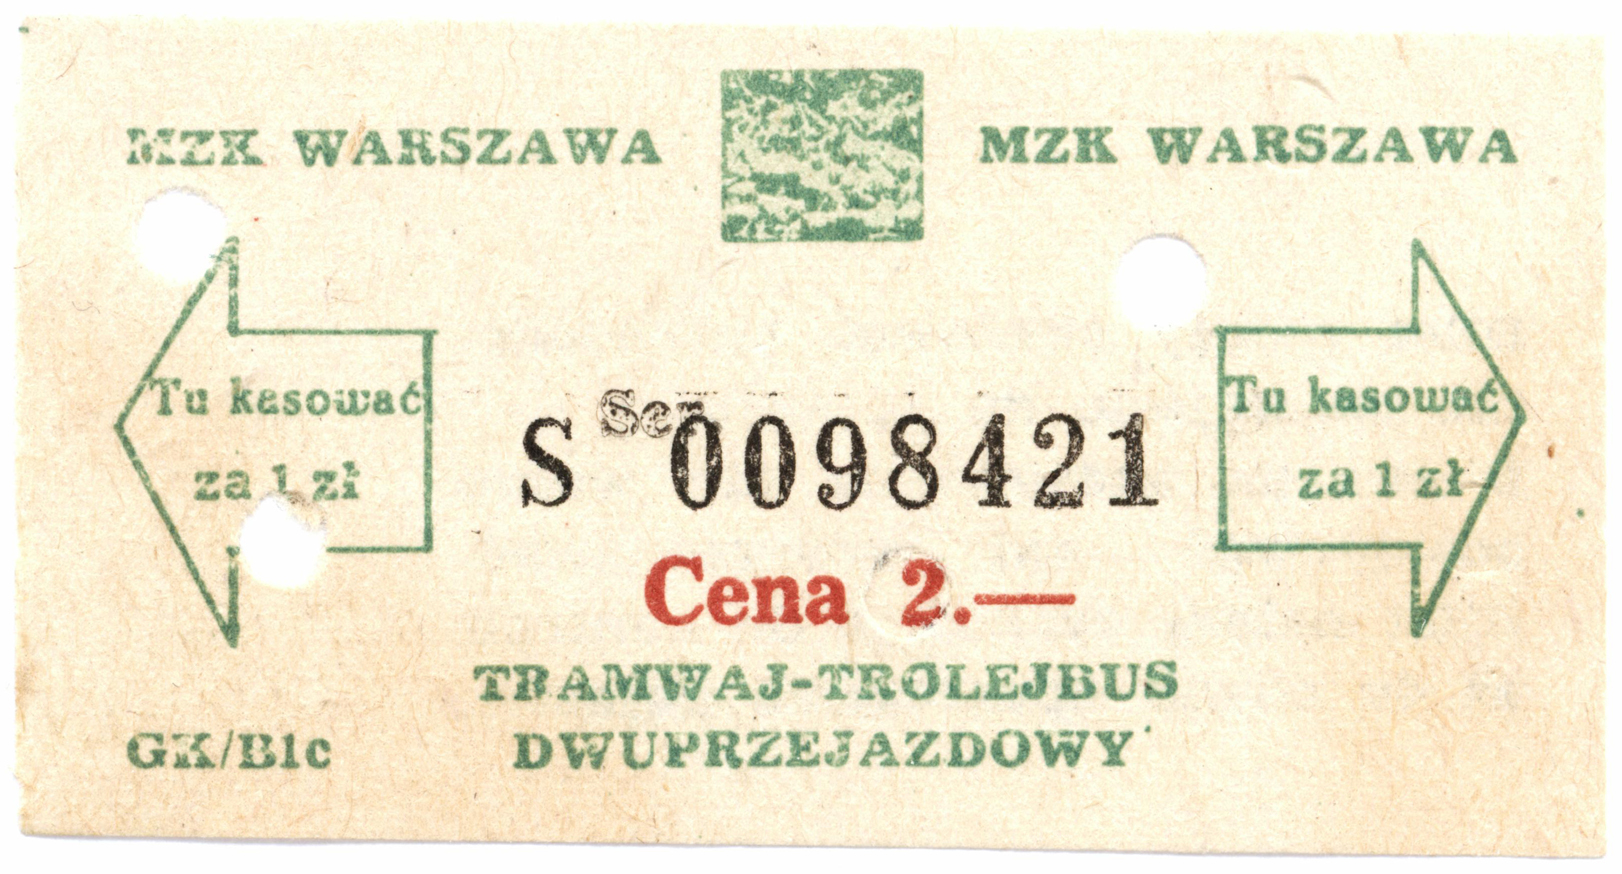 MZK WARSZAWA MZK WARSZAWA
Tu kasować
za 1 zł
Ser.
S 0098421
Tu kasować
za 1 zł
Cena 2.—
TRAMWAJ-TROLEJBUS
DWUPRZEJAZDOWY
GK/B1c